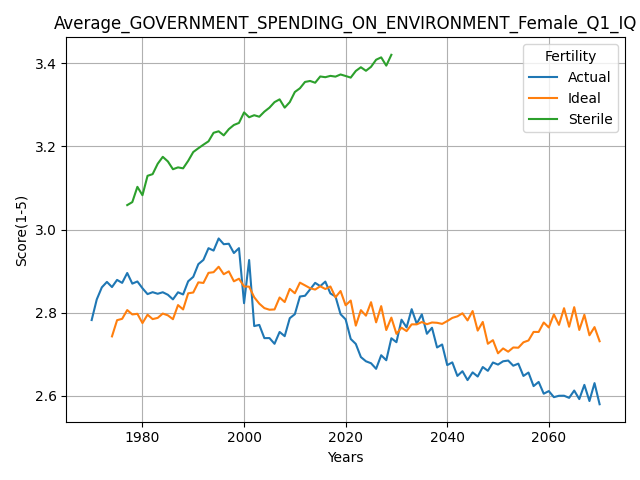 Average_GOVERNMENT_SPENDING_ON_ENVIRONMENT_Female_Q1_IQ
Fertility
Actual
Ideal
Sterile
Score(1-5)
3.4
3.2
3.0
2.8
2.6
1980 2000 2020 2040 2060
Years